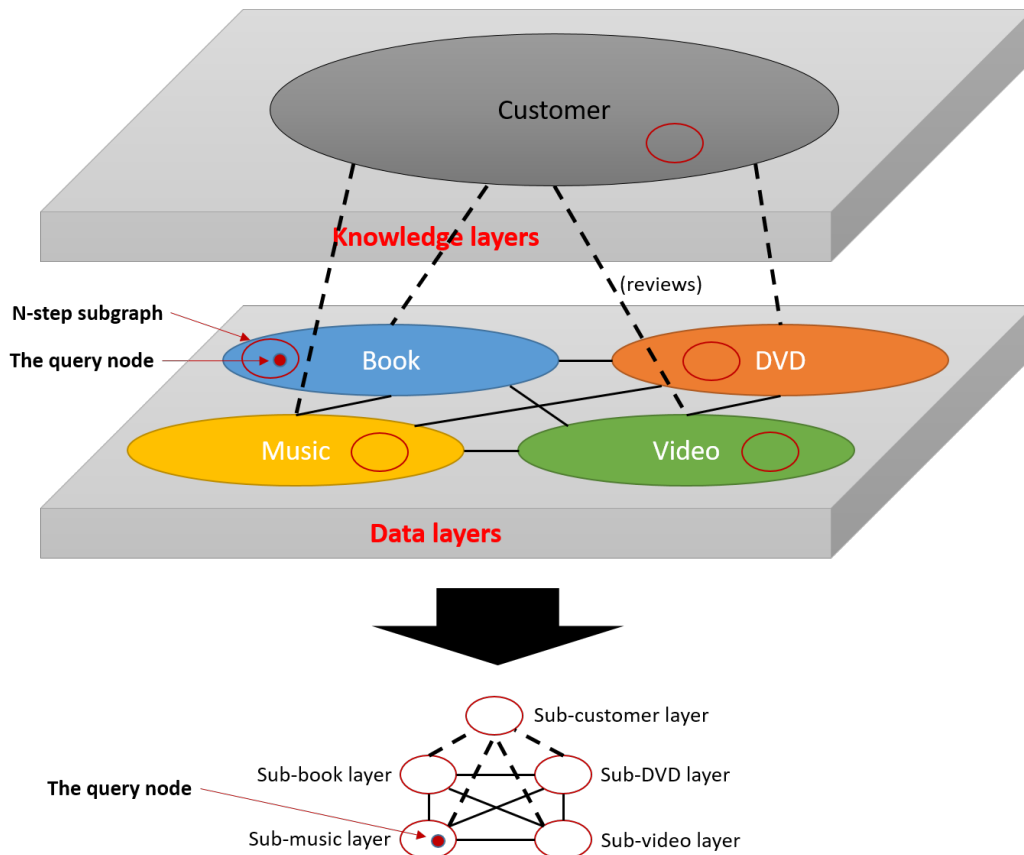 Customer
Knowledge layers
(reviews)
N-step subgraph
The query node
Book
DVD
Music
Video
Data layers
Sub-customer layer
Sub-book layer
Sub-DVD layer
The query node
Sub-music layer
Sub-video layer